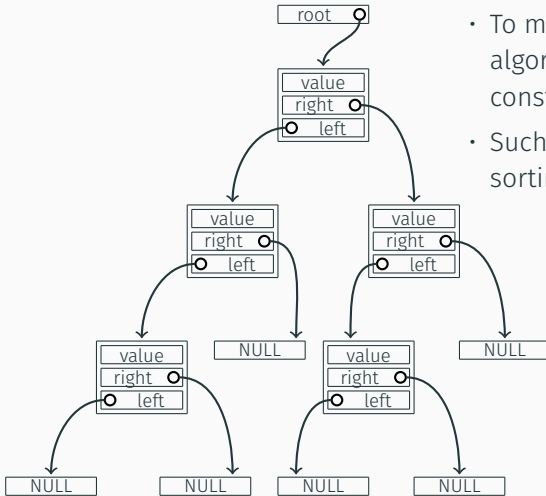 root
• To m
algor
const
• Such
sortin
value
right
left
value
right
left
value
right
left
NULL
NULL
value
right
left
value
right
left
NULL
NULL
NULL
NULL